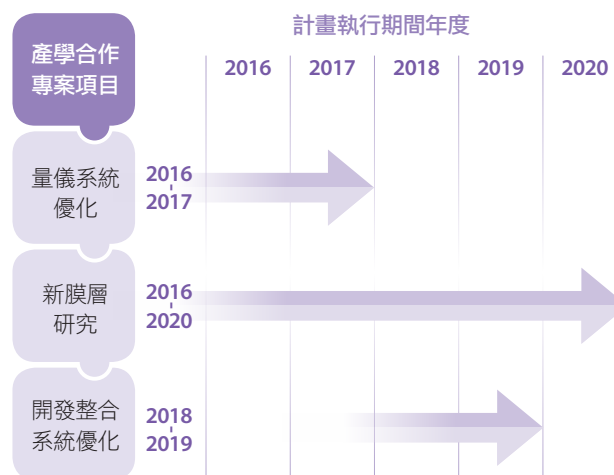 計畫執行期間年度
產學合作
專案項目
2016 2017 2018 2019 2020
量儀系統
優化
2016
-
2017
新膜層
研究
2016
-
2020
開發整合
系統優化
2018
-
2019